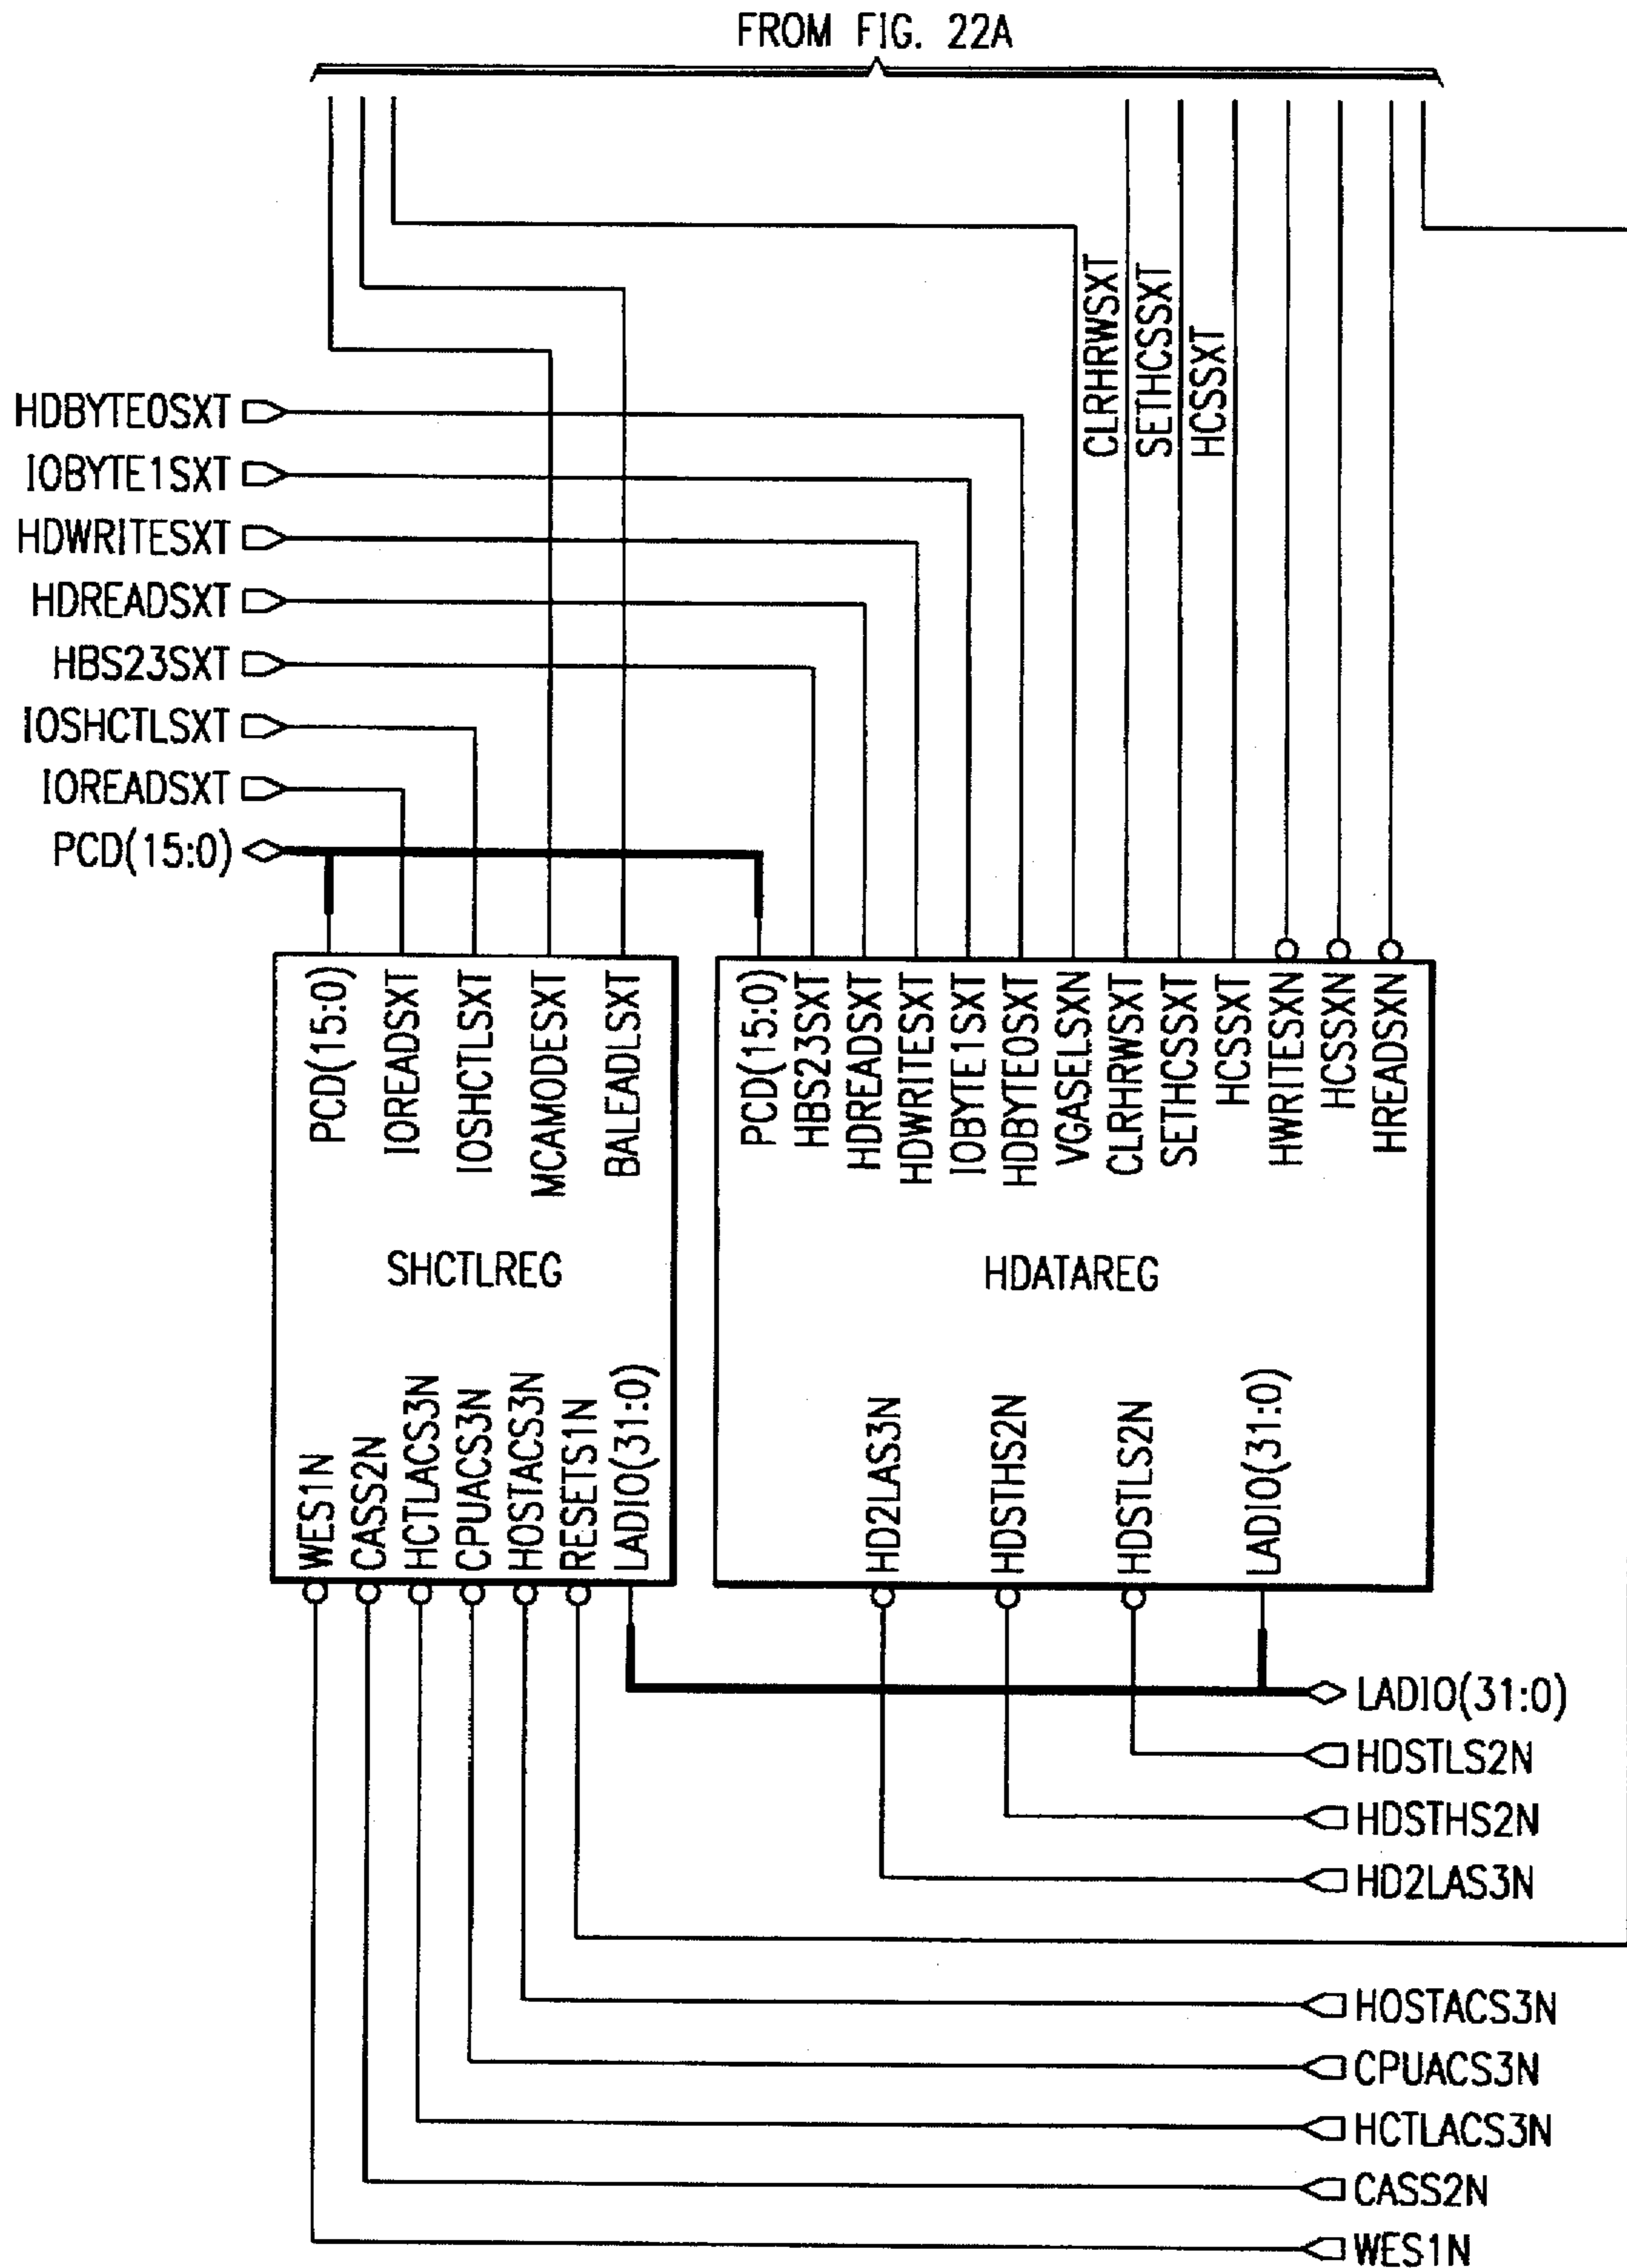 FROM FIG. 22A
CLRHRWSXT
SETHCSSXT
HCSSXT
HDBYTE0SXT
IOBYTE1SXT
HDWRITESXT
HDREADSXT
HBS23SXT
IOSHCTLSXT
IOREADSXT
PCD(15:0)
PCD(15:0)
IOREADSXT
IOSHCTLSXT
MCAMODESXT
BALEADLSXT
SHCTLREG
WES1N
CASS2N
HCTLACS3N
CPUACS3N
HOSTACS3N
RESETS1N
LADIO(31:0)
PCD(15:0)
HBS23SXT
HDREADSXT
HDWRITESXT
IOBYTE1SXT
HDBYTE0SXT
VGASELSXN
CLRHRWSXT
SETHCSSXT
HCSSXT
HWRITESXN
HCSSXN
HREADSXN
HDATAREG
HD2LAS3N
HDSTHS2N
HDSTLS2N
LADIO(31:0)
LADIO(31:0)
HDSTLS2N
HDSTHS2N
HD2LAS3N
HOSTACS3N
CPUACS3N
HCTLACS3N
CASS2N
WES1N